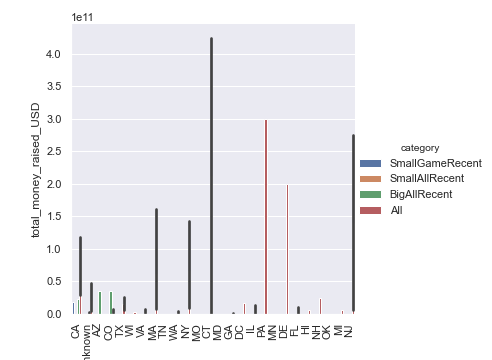 1e11
4.0
3.5
3.0
2.5
2.0
1.5
1.0
0.5
0.0
total_money_raised_USD
CA
nknown
AZ
CO
TX
WI
VA
MA
TN
WA
NY
MO
CT
MD
GA
DC
IL
PA
MN
DE
FL
HI
NH
OK
MI
NJ
category
SmallGameRecent
SmallAllRecent
BigAllRecent
All